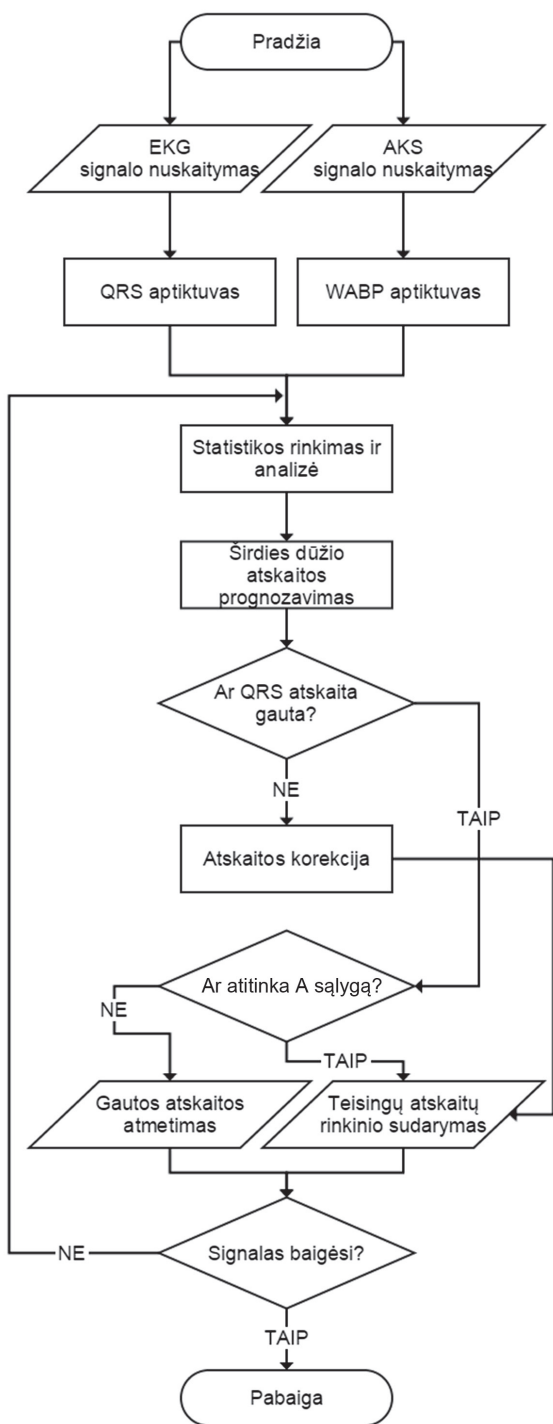 Pradžia
EKG
signalo nuskaitymas
AKS
signalo nuskaitymas
QRS aptiktuvas
WABP aptiktuvas
Statistikos rinkimas ir
analizė
Širdies dūžio
atskaitos
prognozavimas
Ar QRS atskaita
gauta?
NE
TAIP
Atskaitos korekcija
Ar atitinka A sąlygą?
NE
TAIP
Gautos atskaitos
atmetimas
Teisingų atskaitų
rinkinio sudarymas
NE
Signalas baigėsi?
TAIP
Pabaiga